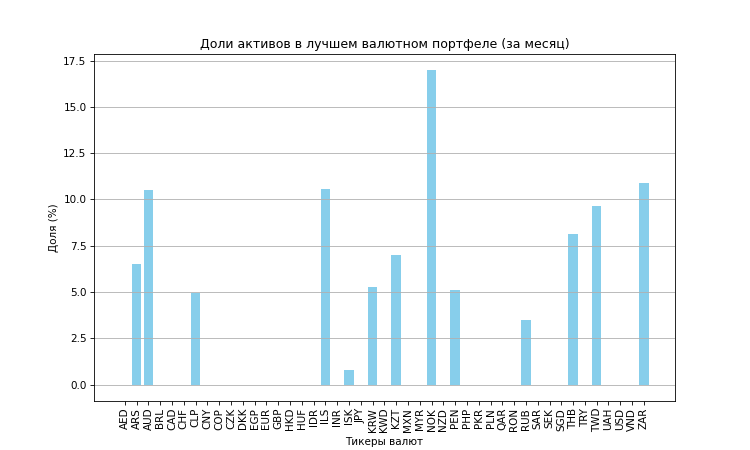 Доли активов в лучшем валютном портфеле (за месяц)
17.5
15.0
12.5
10.0
7.5
5.0
2.5
0.0
Доля (%)
AED ARS AUD BRL CAD CHF CLP CNY COP CZK DKK EGP EUR GBP HKD HUF IDR ILS INR ISK JPY KRW KWD KZT MXN MYR NOK NZD PEN PHP PKR PLN QAR RON RUB SAR SEK SGD THB TRY TWD UAH USD VND ZAR
Тикеры валют